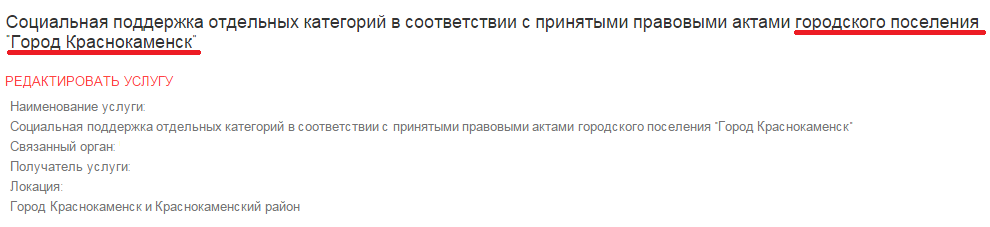 Социальная поддержка отдельных категорий в соответствии с принятыми правовыми актами городского поселения
"Город Краснокаменск"
РЕДАКТИРОВАТЬ УСЛУГУ
Наименование услуги:
Социальная поддержка отдельных категорий в соответствии с принятыми правовыми актами городского поселения "Город Краснокаменск"
Связанный орган:
Получатель услуги:
Локация:
Город Краснокаменск и Краснокаменский район